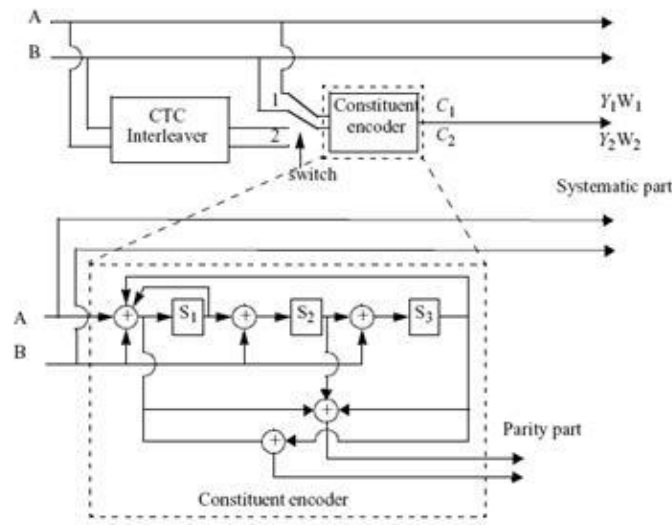 A
B
1
CTC
Interleaver
2
switch
Constituent
encoder
C1
C2
Y1W1
Y2W2
Systematic part
A
B
+
S1
+
S2
+
S3
+
+
Parity part
Constituent encoder